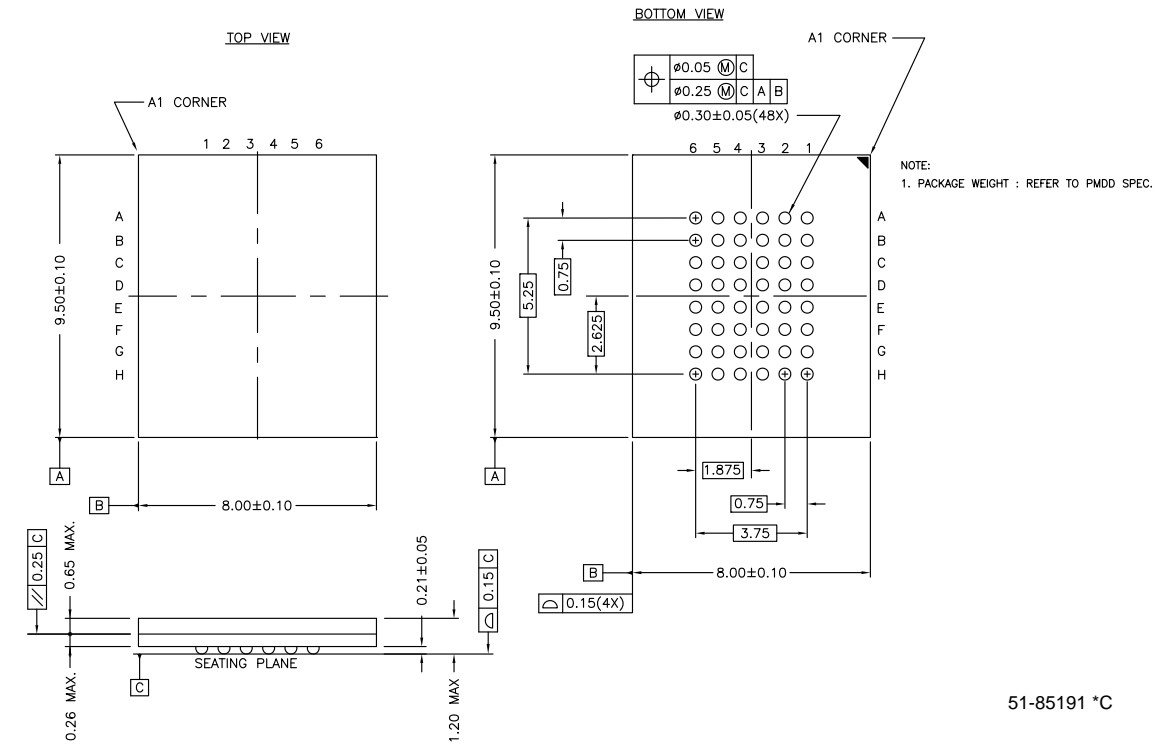 BOTTOM VIEW
TOP VIEW
A1 CORNER
A1 CORNER
⌀0.05 Ⓜ C
⌀0.25 Ⓜ C A B
⌀0.30±0.05(48X)
1 2 3 4 5 6
6 5 4 3 2 1
NOTE:
1. PACKAGE WEIGHT : REFER TO PMDD SPEC.
A
B
C
D
E
F
G
H
9.50±0.10
9.50±0.10
5.25
0.75
2.625
A
B
C
D
E
F
G
H
A
A
1.875
B
8.00±0.10
0.75
3.75
B
8.00±0.10
0.15(4X)
// 0.25 C
0.65 MAX.
0.21±0.05
0.15 C
SEATING PLANE
C
0.26 MAX.
1.20 MAX
51-85191 *C